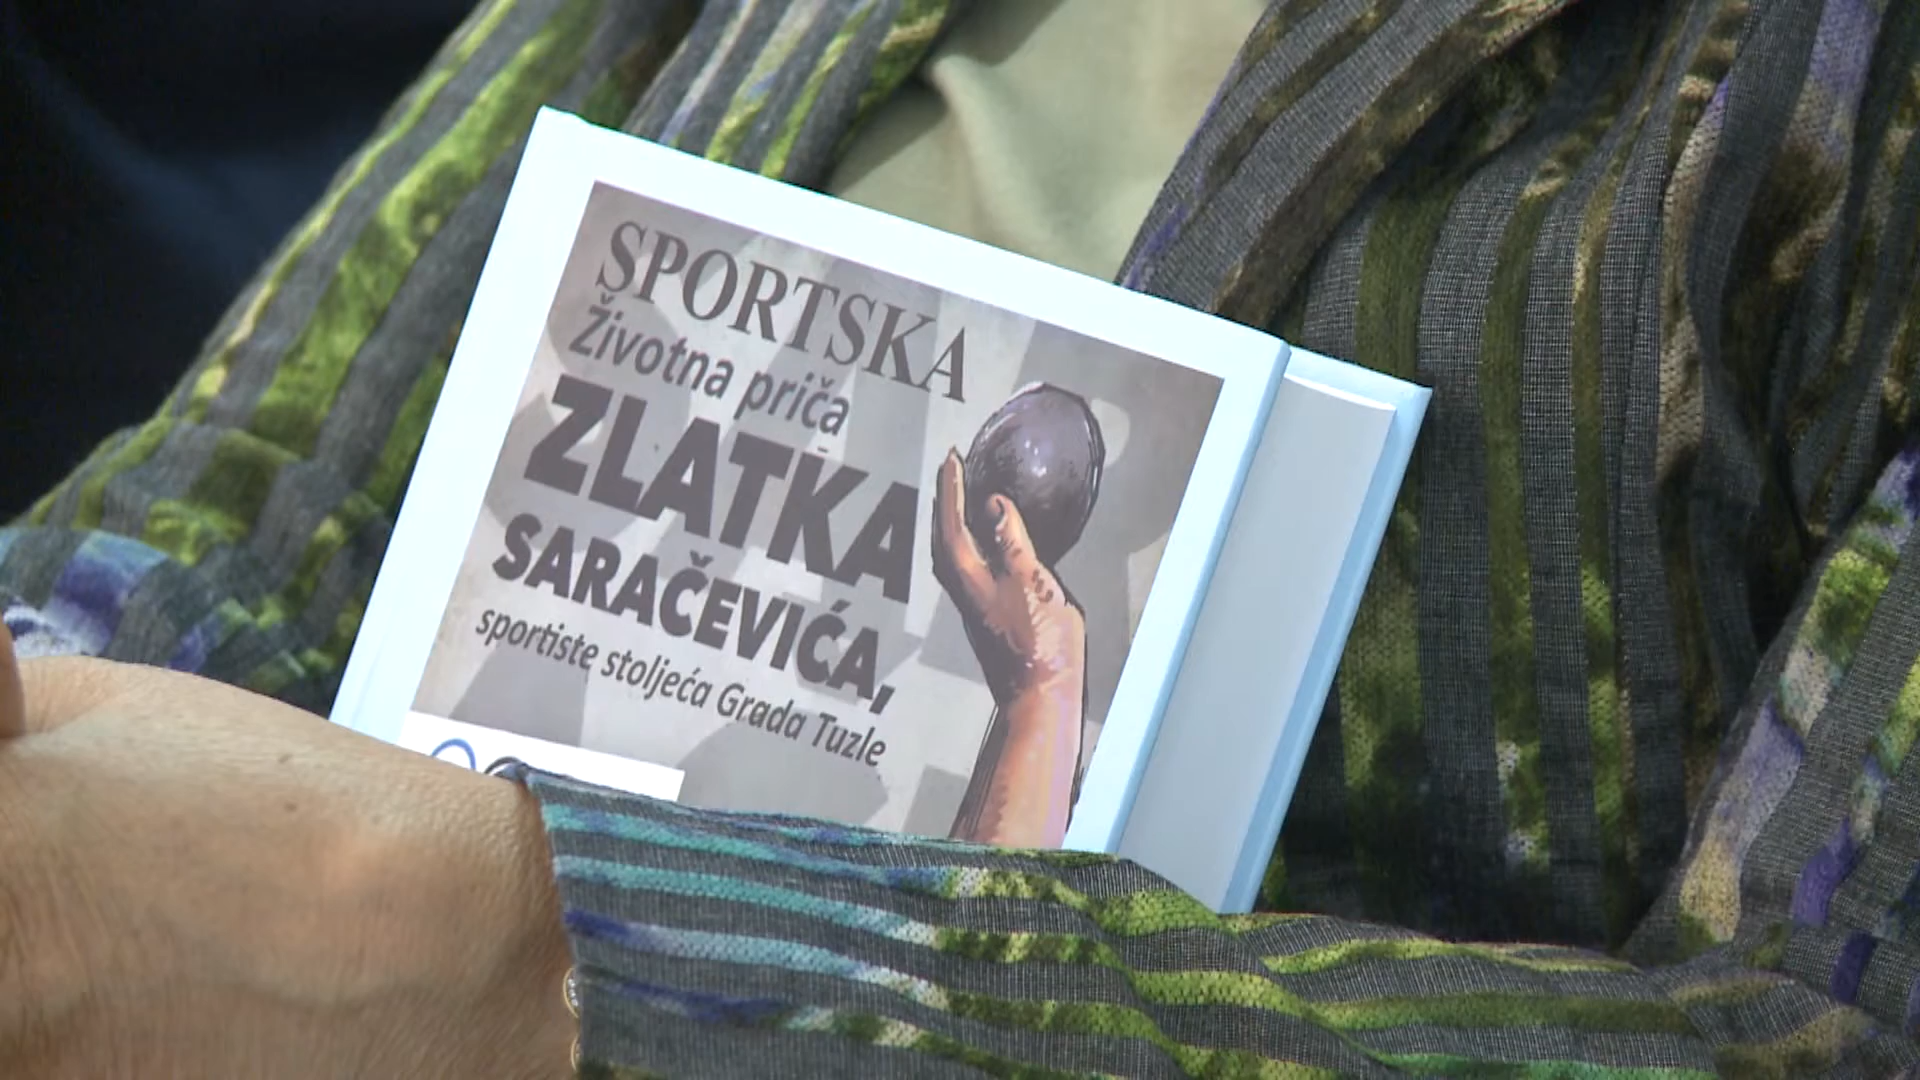 SPORTSKA
Životna priča
ZLATKA
SARAČEVIĆA,
sportiste stoljeća Grada Tuzle